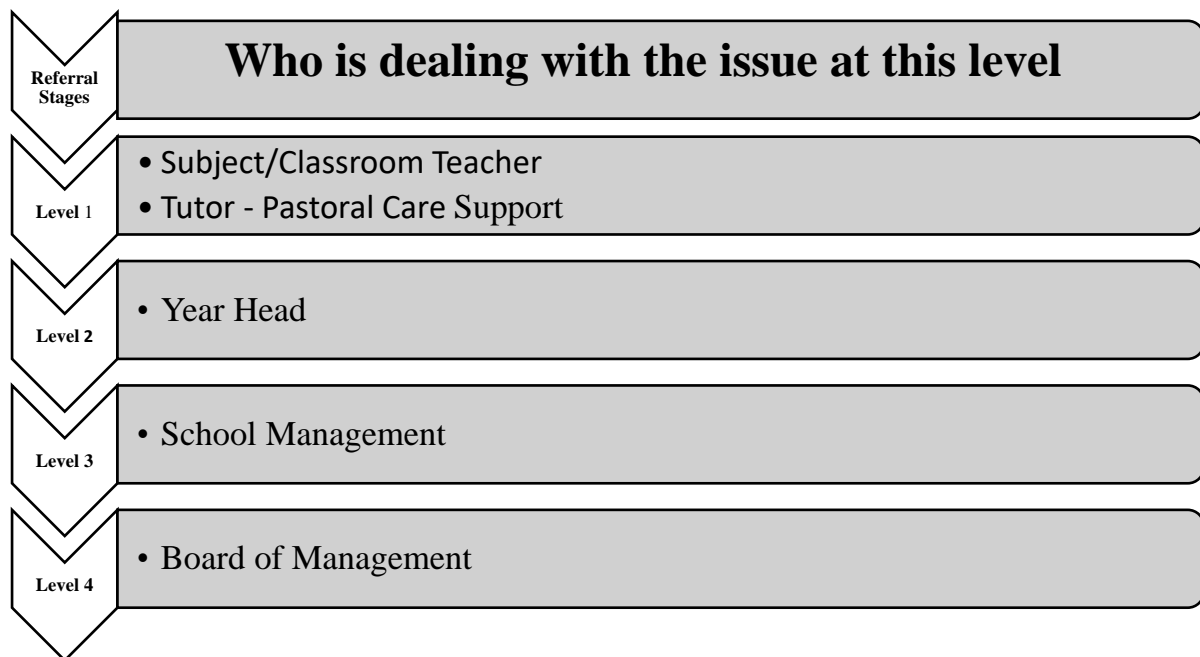 Referral
Stages
Who is dealing with the issue at this level
Level 1
• Subject/Classroom Teacher
• Tutor - Pastoral Care Support
Level 2
• Year Head
Level 3
• School Management
Level 4
• Board of Management